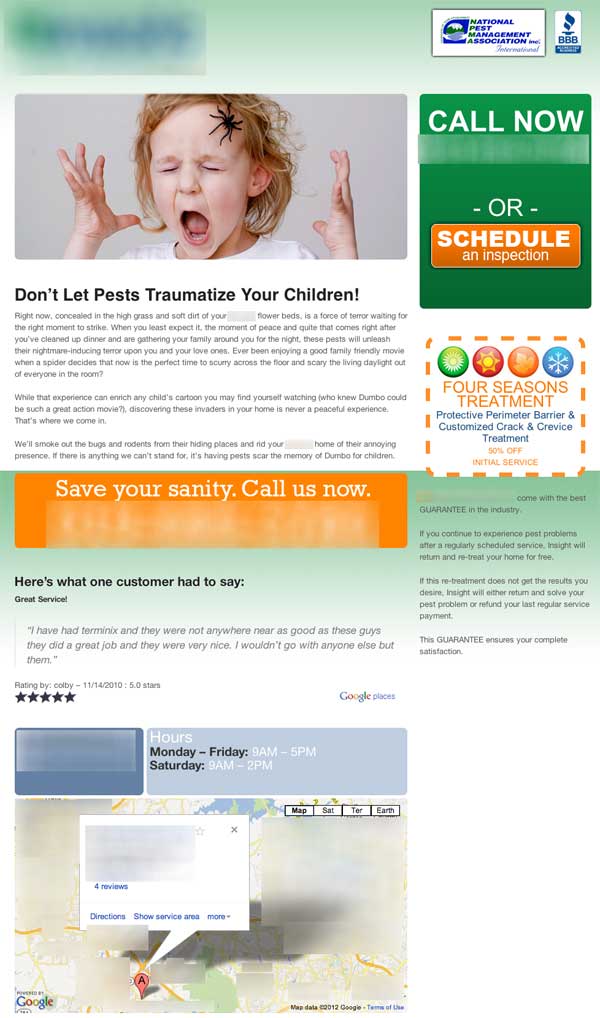 NATIONAL
PEST
MANAGEMENT
ASSOCIATION inc.
International
BBB
ACCREDITED
BUSINESS
CALL NOW
- OR -
SCHEDULE
an inspection
Don't Let Pests Traumatize Your Children!
Right now, concealed in the high grass and soft dirt of your flower beds, is a force of terror waiting for
the right moment to strike. When you least expect it, the moment of peace and quite that comes right after
you've cleaned up dinner and are gathering your family around you for the night, these pests will unleash
their nightmare-inducing terror upon you and your love ones. Ever been enjoying a good family friendly movie
when a spider decides that now is the perfect time to scurry across the floor and scary the living daylight out
of everyone in the room?
While that experience can enrich any child's cartoon you may find yourself watching (who knew Dumbo could
be such a great action movie?), discovering these invaders in your home is never a peaceful experience.
That's where we come in.
We'll smoke out the bugs and rodents from their hiding places and rid your home of their annoying
presence. If there is anything we can't stand for, it's having pests scar the memory of Dumbo for children.
FOUR SEASONS
TREATMENT
Protective Perimeter Barrier &
Customized Crack & Crevice
Treatment
50% OFF
INITIAL SERVICE
Save your sanity. Call us now.
come with the best
GUARANTEE in the industry.
If you continue to experience pest problems
after a regularly scheduled service, Insight will
return and re-treat your home for free.
If this re-treatment does not get the results you
desire, Insight will either return and solve your
pest problem or refund your last regular service
payment.
This GUARANTEE ensures your complete
satisfaction.
Here's what one customer had to say:
Great Service!
"I have had terminix and they were not anywhere near as good as these guys
they did a great job and they were very nice. I wouldn't go with anyone else but
them."
Rating by: colby – 11/14/2010 : 5.0 stars
Google places
Hours
Monday – Friday: 9AM – 5PM
Saturday: 9AM – 2PM
Map Sat Ter Earth
4 reviews
Directions Show service area more
A
POWERED BY
Google
Map data ©2012 Google - Terms of Use